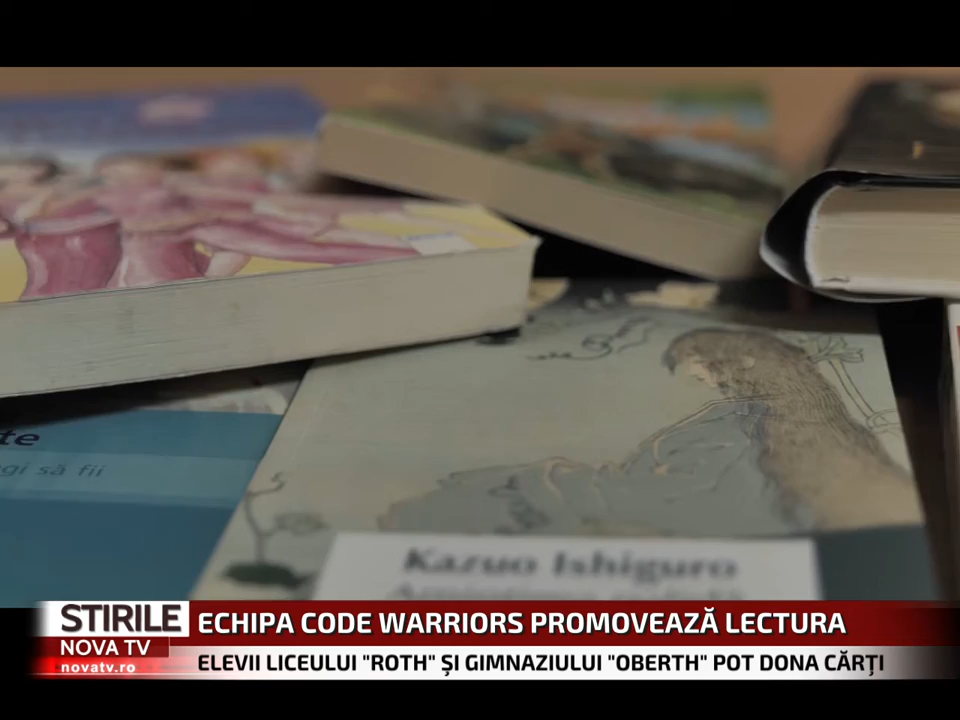 te
gi să fii
Kazuo Ishiguro
STIRILE
NOVA TV
novatv.ro
ECHIPA CODE WARRIORS PROMOVEAZĂ LECTURA
ELEVII LICEULUI "ROTH" ȘI GIMNAZIULUI "OBERTH" POT DONA CĂRȚI